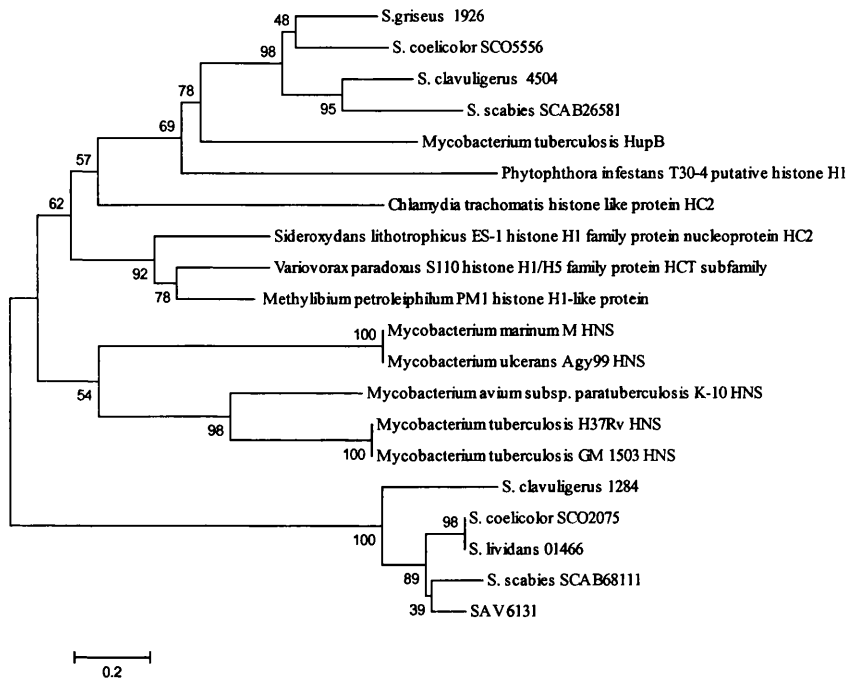 48
S.griseus 1926
S. coelicolor SCO5556
98
S. clavuligerus 4504
78
95
S. scabies SCAB26581
69
Mycobacterium tuberculosis HupB
57
Phytophthora infestans T30-4 putative histone H1
Chlamydia trachomatis histone like protein HC2
62
Sideroxydans lithotrophicus ES-1 histone H1 family protein nucleoprotein HC2
92
Variovorax paradoxus S110 histone H1/H5 family protein HCT subfamily
78
Methylibium petroleiphilum PM1 histone H1-like protein
100
Mycobacterium marinum M HNS
Mycobacterium ulcerans Agy99 HNS
54
Mycobacterium avium subsp. paratuberculosis K-10 HNS
98
Mycobacterium tuberculosis H37Rv HNS
100
Mycobacterium tuberculosis GM 1503 HNS
S. clavuligerus 1284
98
S. coelicolor SCO2075
100
S. lividans 01466
89
S. scabies SCAB68111
39
SAV6131
0.2